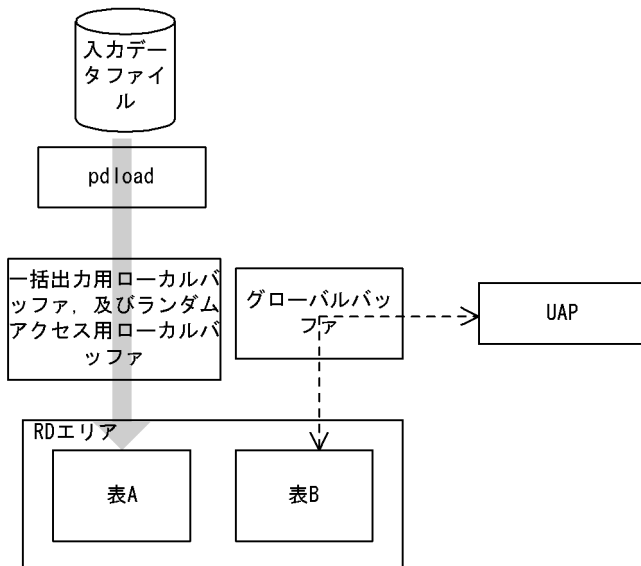 入力デー
タファイ
ル
pdload
一括出力用ローカルバ
ッファ，及びランダム
アクセス用ローカルバ
ッファ
グローバルバッ
ファ
UAP
RDエリア
表A
表B